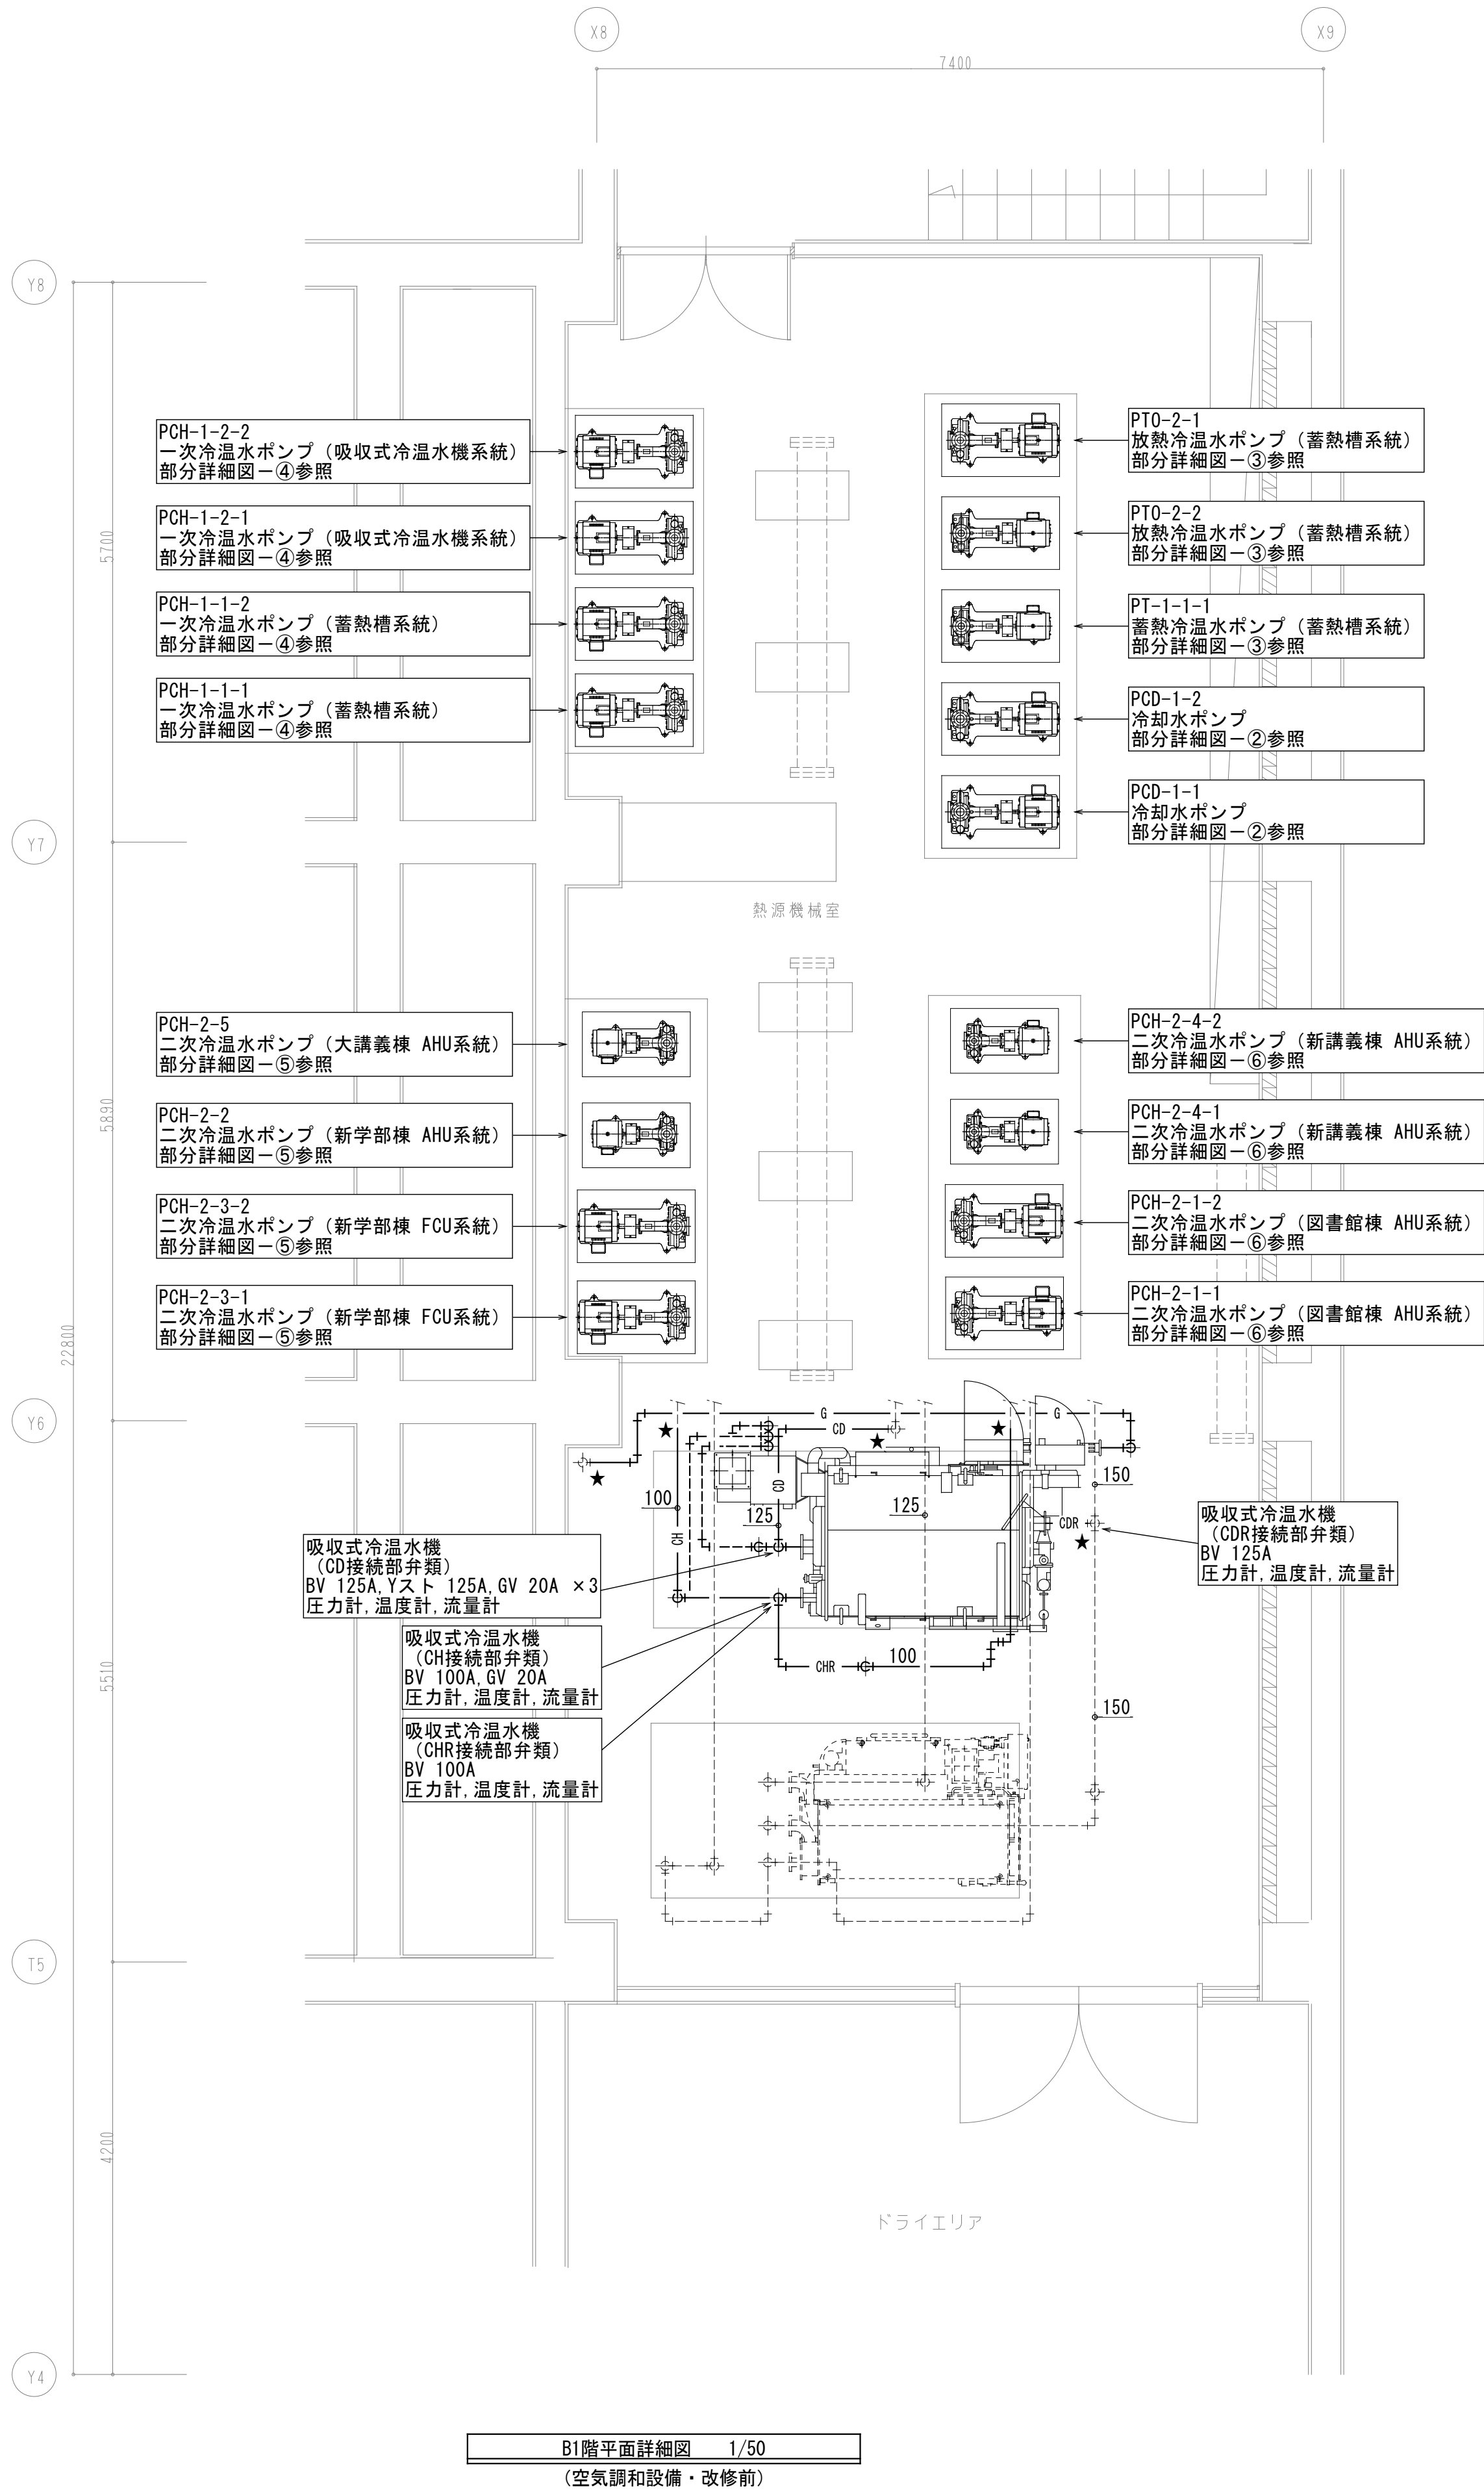 X8
X9
7400
Y8
5700
Y7
5890
22800
Y6
5510
T5
4200
Y4
PCH-1-2-2
一次冷温水ポンプ（吸収式冷温水機系統）
部分詳細図－④参照
PCH-1-2-1
一次冷温水ポンプ（吸収式冷温水機系統）
部分詳細図－④参照
PCH-1-1-2
一次冷温水ポンプ（蓄熱槽系統）
部分詳細図－④参照
PCH-1-1-1
一次冷温水ポンプ（蓄熱槽系統）
部分詳細図－④参照
PTO-2-1
放熱冷温水ポンプ（蓄熱槽系統）
部分詳細図－③参照
PTO-2-2
放熱冷温水ポンプ（蓄熱槽系統）
部分詳細図－③参照
PT-1-1-1
蓄熱冷温水ポンプ（蓄熱槽系統）
部分詳細図－③参照
PCD-1-2
冷却水ポンプ
部分詳細図－②参照
PCD-1-1
冷却水ポンプ
部分詳細図－②参照
熱源機械室
PCH-2-5
二次冷温水ポンプ（大講義棟 AHU系統）
部分詳細図－⑤参照
PCH-2-2
二次冷温水ポンプ（新学部棟 AHU系統）
部分詳細図－⑤参照
PCH-2-3-2
二次冷温水ポンプ（新学部棟 FCU系統）
部分詳細図－⑤参照
PCH-2-3-1
二次冷温水ポンプ（新学部棟 FCU系統）
部分詳細図－⑤参照
PCH-2-4-2
二次冷温水ポンプ（新講義棟 AHU系統）
部分詳細図－⑥参照
PCH-2-4-1
二次冷温水ポンプ（新講義棟 AHU系統）
部分詳細図－⑥参照
PCH-2-1-2
二次冷温水ポンプ（図書館棟 AHU系統）
部分詳細図－⑥参照
PCH-2-1-1
二次冷温水ポンプ（図書館棟 AHU系統）
部分詳細図－⑥参照
G
G
★
CD
★
★
★
CD
100
125
125
150
CH
CDR
★
吸収式冷温水機
（CD接続部弁類）
BV 125A,Yスト 125A,GV 20A ×3
圧力計,温度計,流量計
吸収式冷温水機
（CDR接続部弁類）
BV 125A
圧力計,温度計,流量計
吸収式冷温水機
（CH接続部弁類）
BV 100A,GV 20A
圧力計,温度計,流量計
CHR
100
吸収式冷温水機
（CHR接続部弁類）
BV 100A
圧力計,温度計,流量計
150
ドライエリア
B1階平面詳細図 1/50
（空気調和設備・改修前）